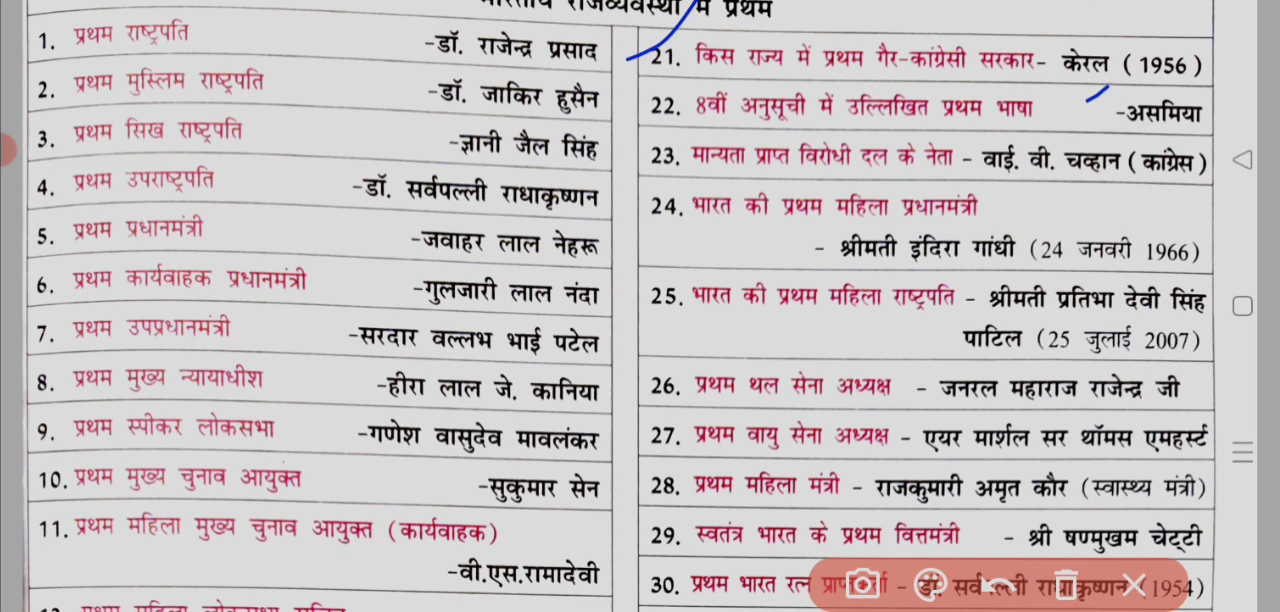 भारतीय राजव्यवस्था में प्रथम
1. प्रथम राष्ट्रपति -डॉ. राजेन्द्र प्रसाद
2. प्रथम मुस्लिम राष्ट्रपति -डॉ. जाकिर हुसैन
3. प्रथम सिख राष्ट्रपति -ज्ञानी जैल सिंह
4. प्रथम उपराष्ट्रपति -डॉ. सर्वपल्ली राधाकृष्णन
5. प्रथम प्रधानमंत्री -जवाहर लाल नेहरू
6. प्रथम कार्यवाहक प्रधानमंत्री -गुलजारी लाल नंदा
7. प्रथम उपप्रधानमंत्री -सरदार वल्लभ भाई पटेल
8. प्रथम मुख्य न्यायाधीश -हीरा लाल जे. कानिया
9. प्रथम स्पीकर लोकसभा -गणेश वासुदेव मावलंकर
10. प्रथम मुख्य चुनाव आयुक्त -सुकुमार सेन
11. प्रथम महिला मुख्य चुनाव आयुक्त (कार्यवाहक)
-वी.एस.रामादेवी
21. किस राज्य में प्रथम गैर-कांग्रेसी सरकार- केरल (1956)
22. 8वीं अनुसूची में उल्लिखित प्रथम भाषा -असमिया
23. मान्यता प्राप्त विरोधी दल के नेता - वाई. वी. चव्हान (कांग्रेस)
24. भारत की प्रथम महिला प्रधानमंत्री
- श्रीमती इंदिरा गांधी (24 जनवरी 1966)
25. भारत की प्रथम महिला राष्ट्रपति - श्रीमती प्रतिभा देवी सिंह
पाटिल (25 जुलाई 2007)
26. प्रथम थल सेना अध्यक्ष - जनरल महाराज राजेन्द्र जी
27. प्रथम वायु सेना अध्यक्ष - एयर मार्शल सर थॉमस एमहर्स्ट
28. प्रथम महिला मंत्री - राजकुमारी अमृत कौर (स्वास्थ्य मंत्री)
29. स्वतंत्र भारत के प्रथम वित्तमंत्री - श्री षण्मुखम चेट्टी
30. प्रथम भारत रत्न - डॉ. राधाकृष्णन (1954)